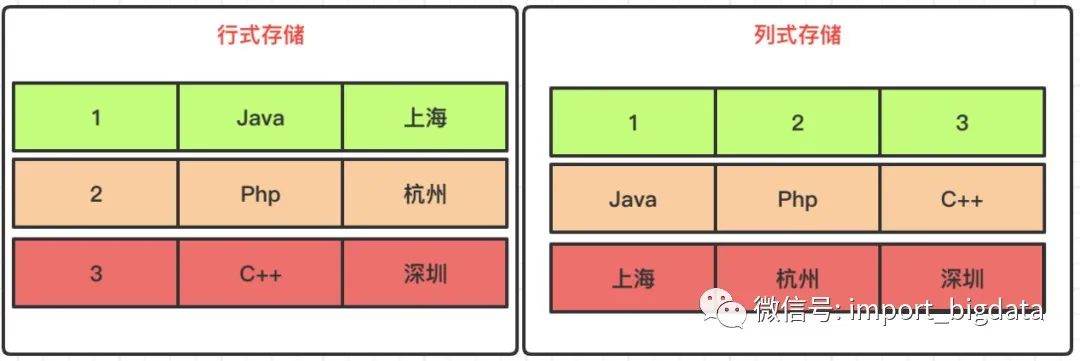 行式存储
1 Java 上海
2 Php 杭州
3 C++ 深圳
列式存储
1 2 3
Java Php C++
上海 杭州 深圳
微信号: import_bigdata